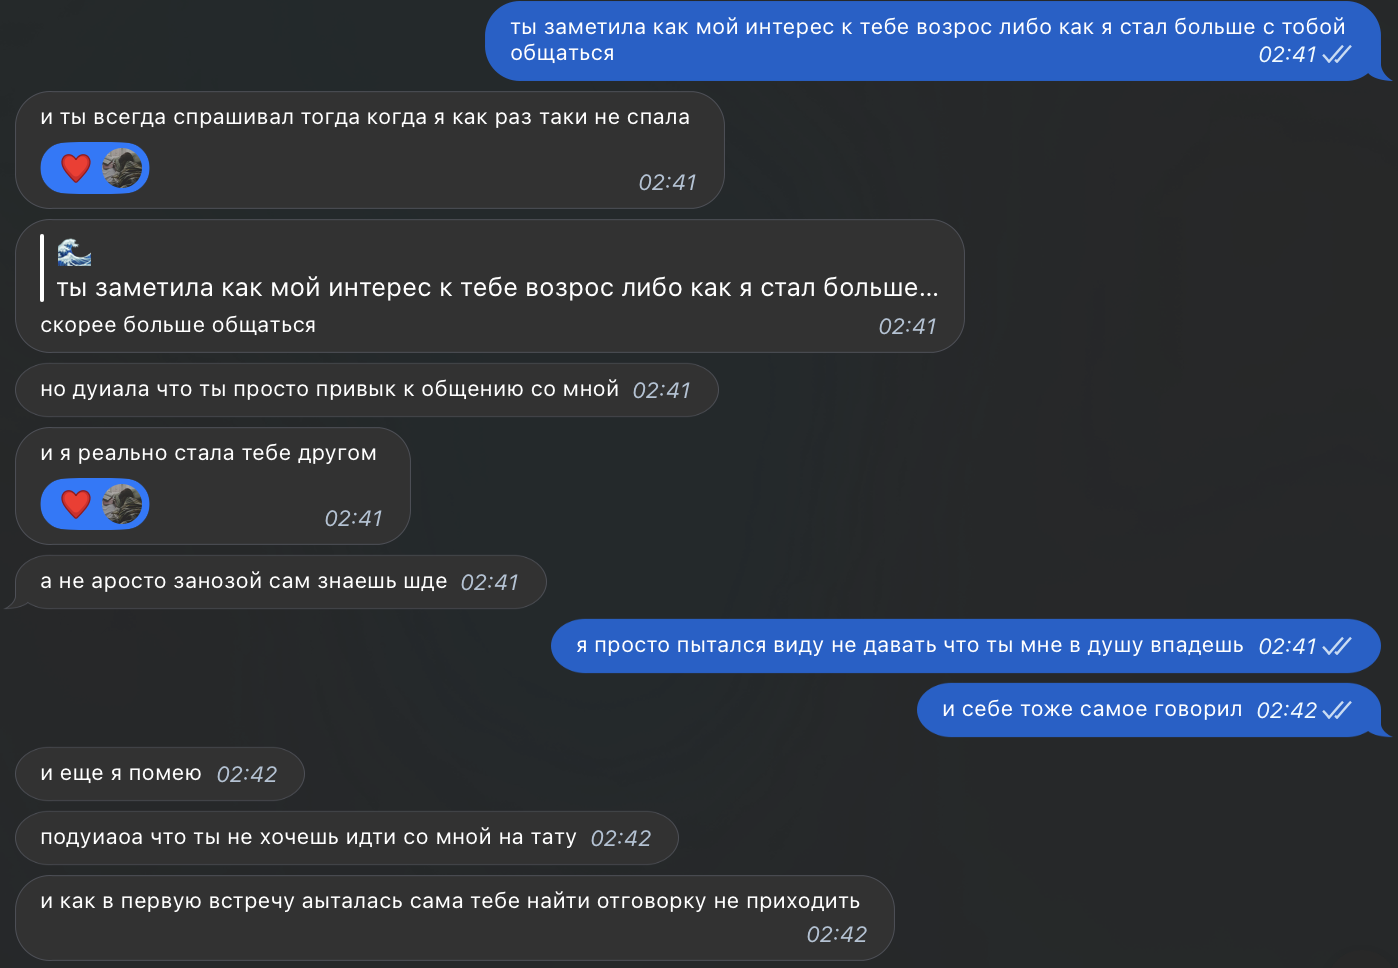 ты заметила как мой интерес к тебе возрос либо как я стал больше с тобой
общаться
02:41
и ты всегда спрашивал тогда когда я как раз таки не спала
02:41
ты заметила как мой интерес к тебе возрос либо как я стал больше...
скорее больше общаться 02:41
но дуиала что ты просто привык к общению со мной 02:41
и я реально стала тебе другом
02:41
а не аросто занозой сам знаешь шде 02:41
я просто пытался виду не давать что ты мне в душу впадешь 02:41
и себе тоже самое говорил 02:42
и еще я помею 02:42
подуиаоа что ты не хочешь идти со мной на тату 02:42
и как в первую встречу аыталась сама тебе найти отговорку не приходить
02:42